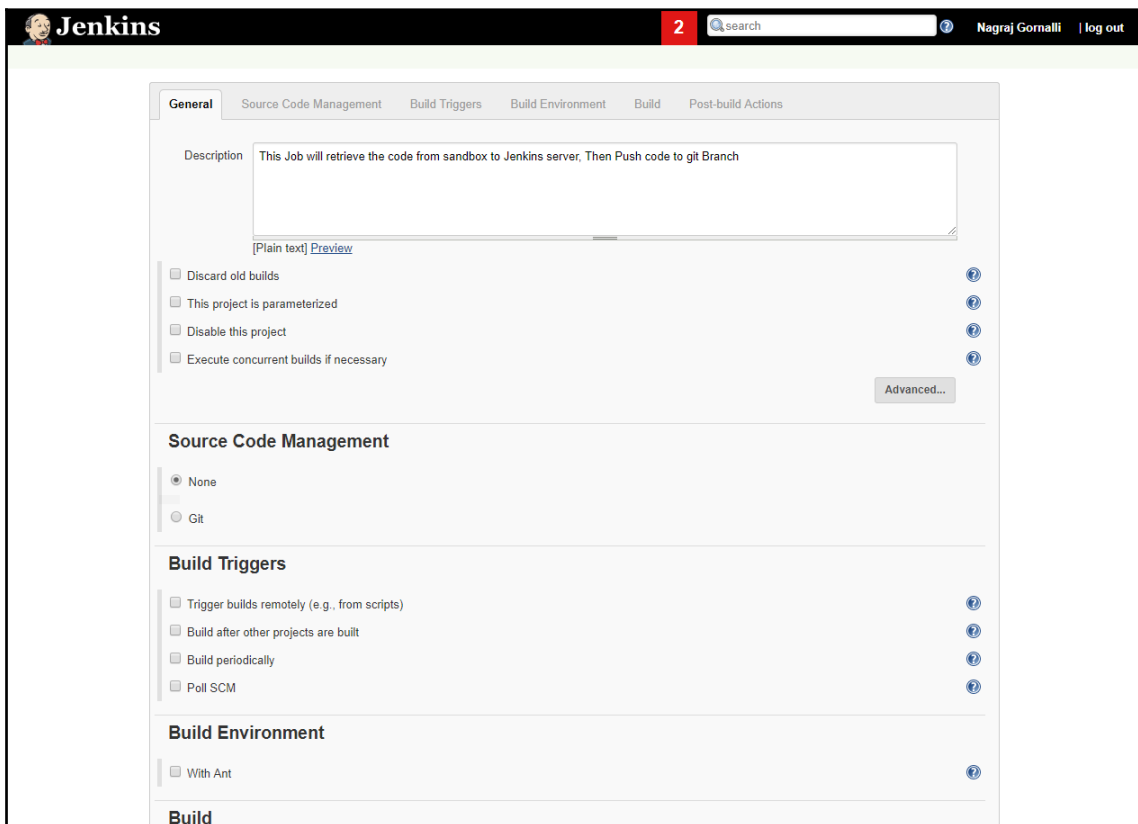 Jenkins 2 search Nagraj Gornalli | log out
General Source Code Management Build Triggers Build Environment Build Post-build Actions
Description This Job will retrieve the code from sandbox to Jenkins server, Then Push code to git Branch
[Plain text] Preview
Discard old builds
This project is parameterized
Disable this project
Execute concurrent builds if necessary
Advanced...
Source Code Management
None
Git
Build Triggers
Trigger builds remotely (e.g., from scripts)
Build after other projects are built
Build periodically
Poll SCM
Build Environment
With Ant
Build